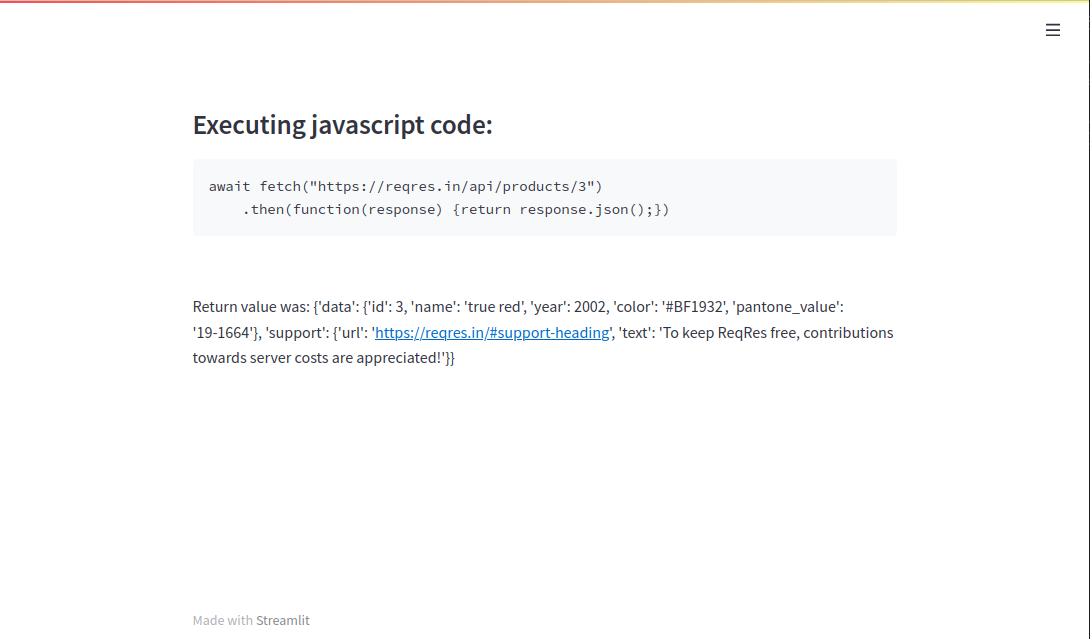 Executing javascript code:
await fetch("https://reqres.in/api/products/3")
    .then(function(response) {return response.json();})
Return value was: {'data': {'id': 3, 'name': 'true red', 'year': 2002, 'color': '#BF1932', 'pantone_value':
'19-1664'}, 'support': {'url': 'https://reqres.in/#support-heading', 'text': 'To keep ReqRes free, contributions
towards server costs are appreciated!'}}
Made with Streamlit